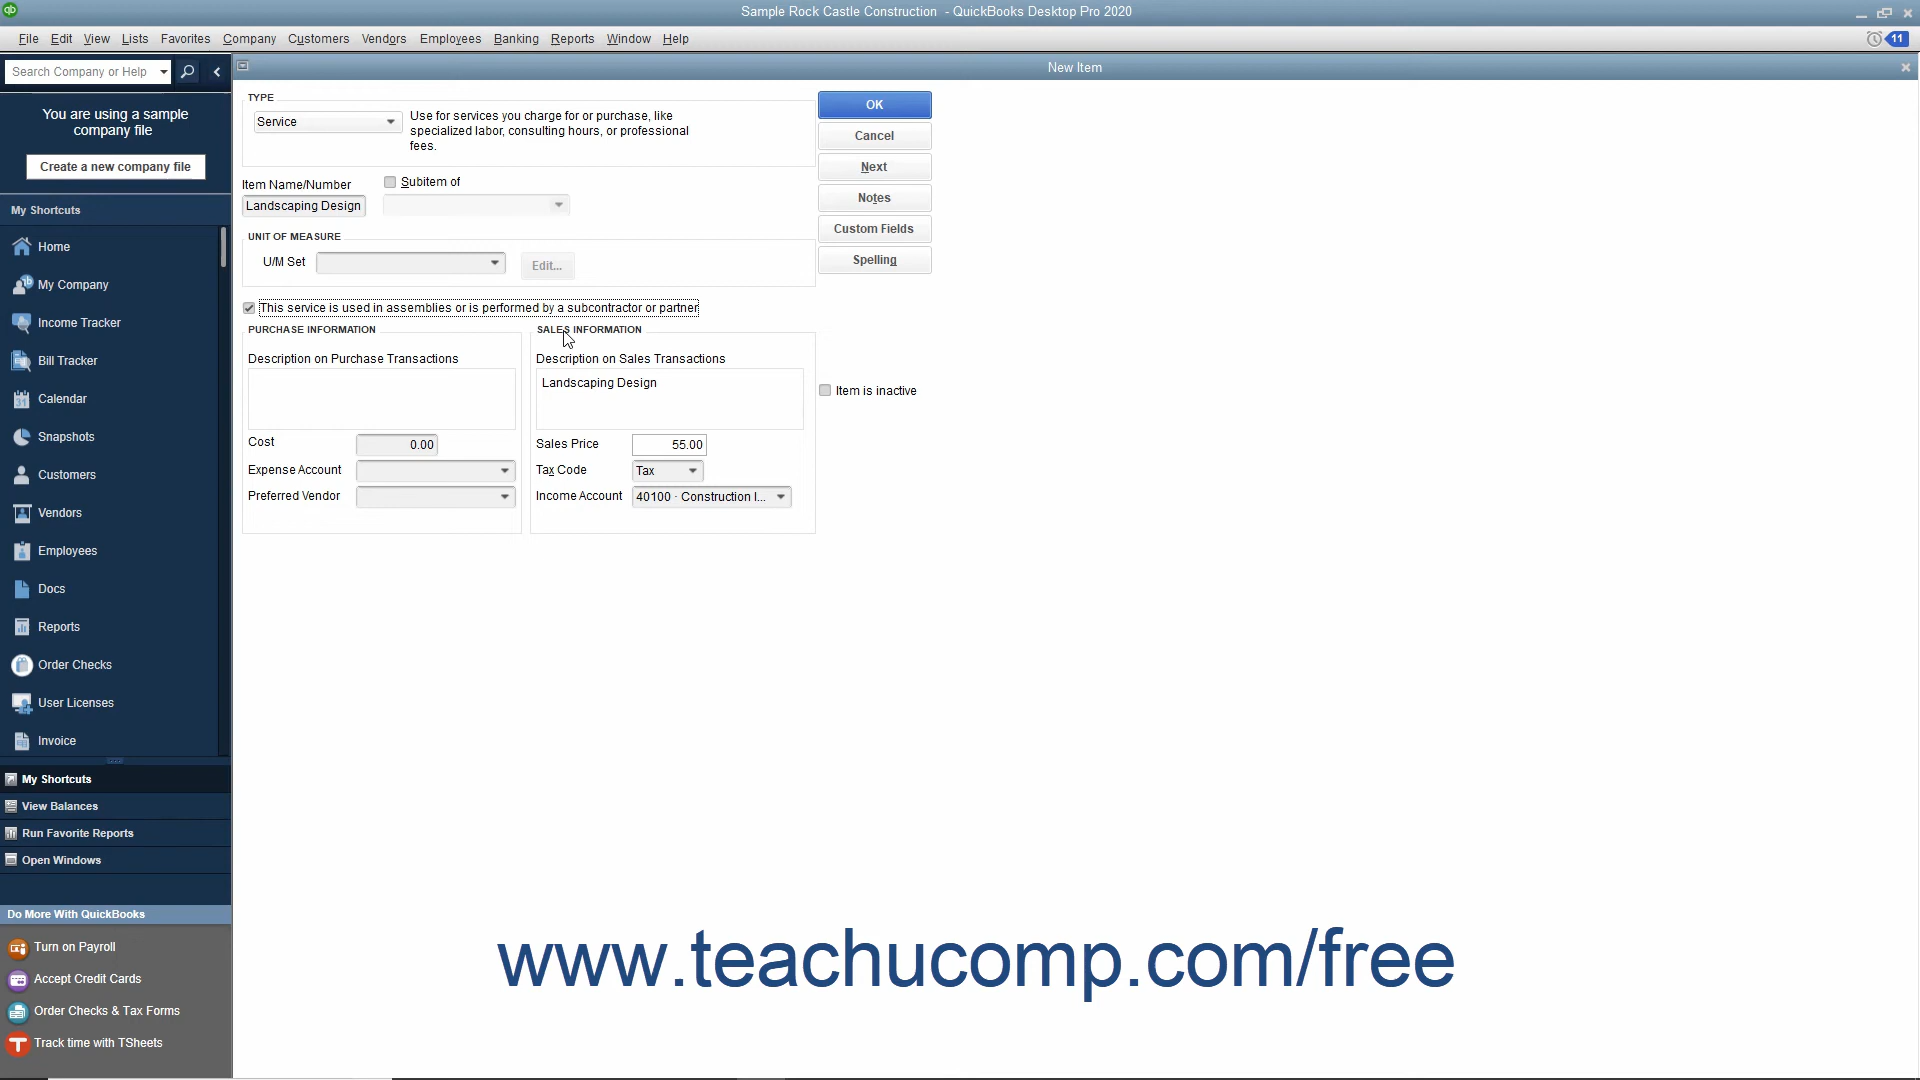 Sample Rock Castle Construction - QuickBooks Desktop Pro 2020
File Edit View Lists Favorites Company Customers Vendors Employees Banking Reports Window Help
11
Search Company or Help
New Item
You are using a sample
company file
Create a new company file
My Shortcuts
Home
My Company
Income Tracker
Bill Tracker
Calendar
Snapshots
Customers
Vendors
Employees
Docs
Reports
Order Checks
User Licenses
Invoice
My Shortcuts
View Balances
Run Favorite Reports
Open Windows
Do More With QuickBooks
Turn on Payroll
Accept Credit Cards
Order Checks & Tax Forms
Track time with TSheets
TYPE
Service
Use for services you charge for or purchase, like
specialized labor, consulting hours, or professional
fees.
Item Name/Number
Subitem of
Landscaping Design
UNIT OF MEASURE
U/M Set
Edit...
This service is used in assemblies or is performed by a subcontractor or partner
PURCHASE INFORMATION
Description on Purchase Transactions
Cost 0.00
Expense Account
Preferred Vendor
SALES INFORMATION
Description on Sales Transactions
Landscaping Design
Sales Price 55.00
Tax Code Tax
Income Account 40100 · Construction I...
OK
Cancel
Next
Notes
Custom Fields
Spelling
Item is inactive
www.teachucomp.com/free